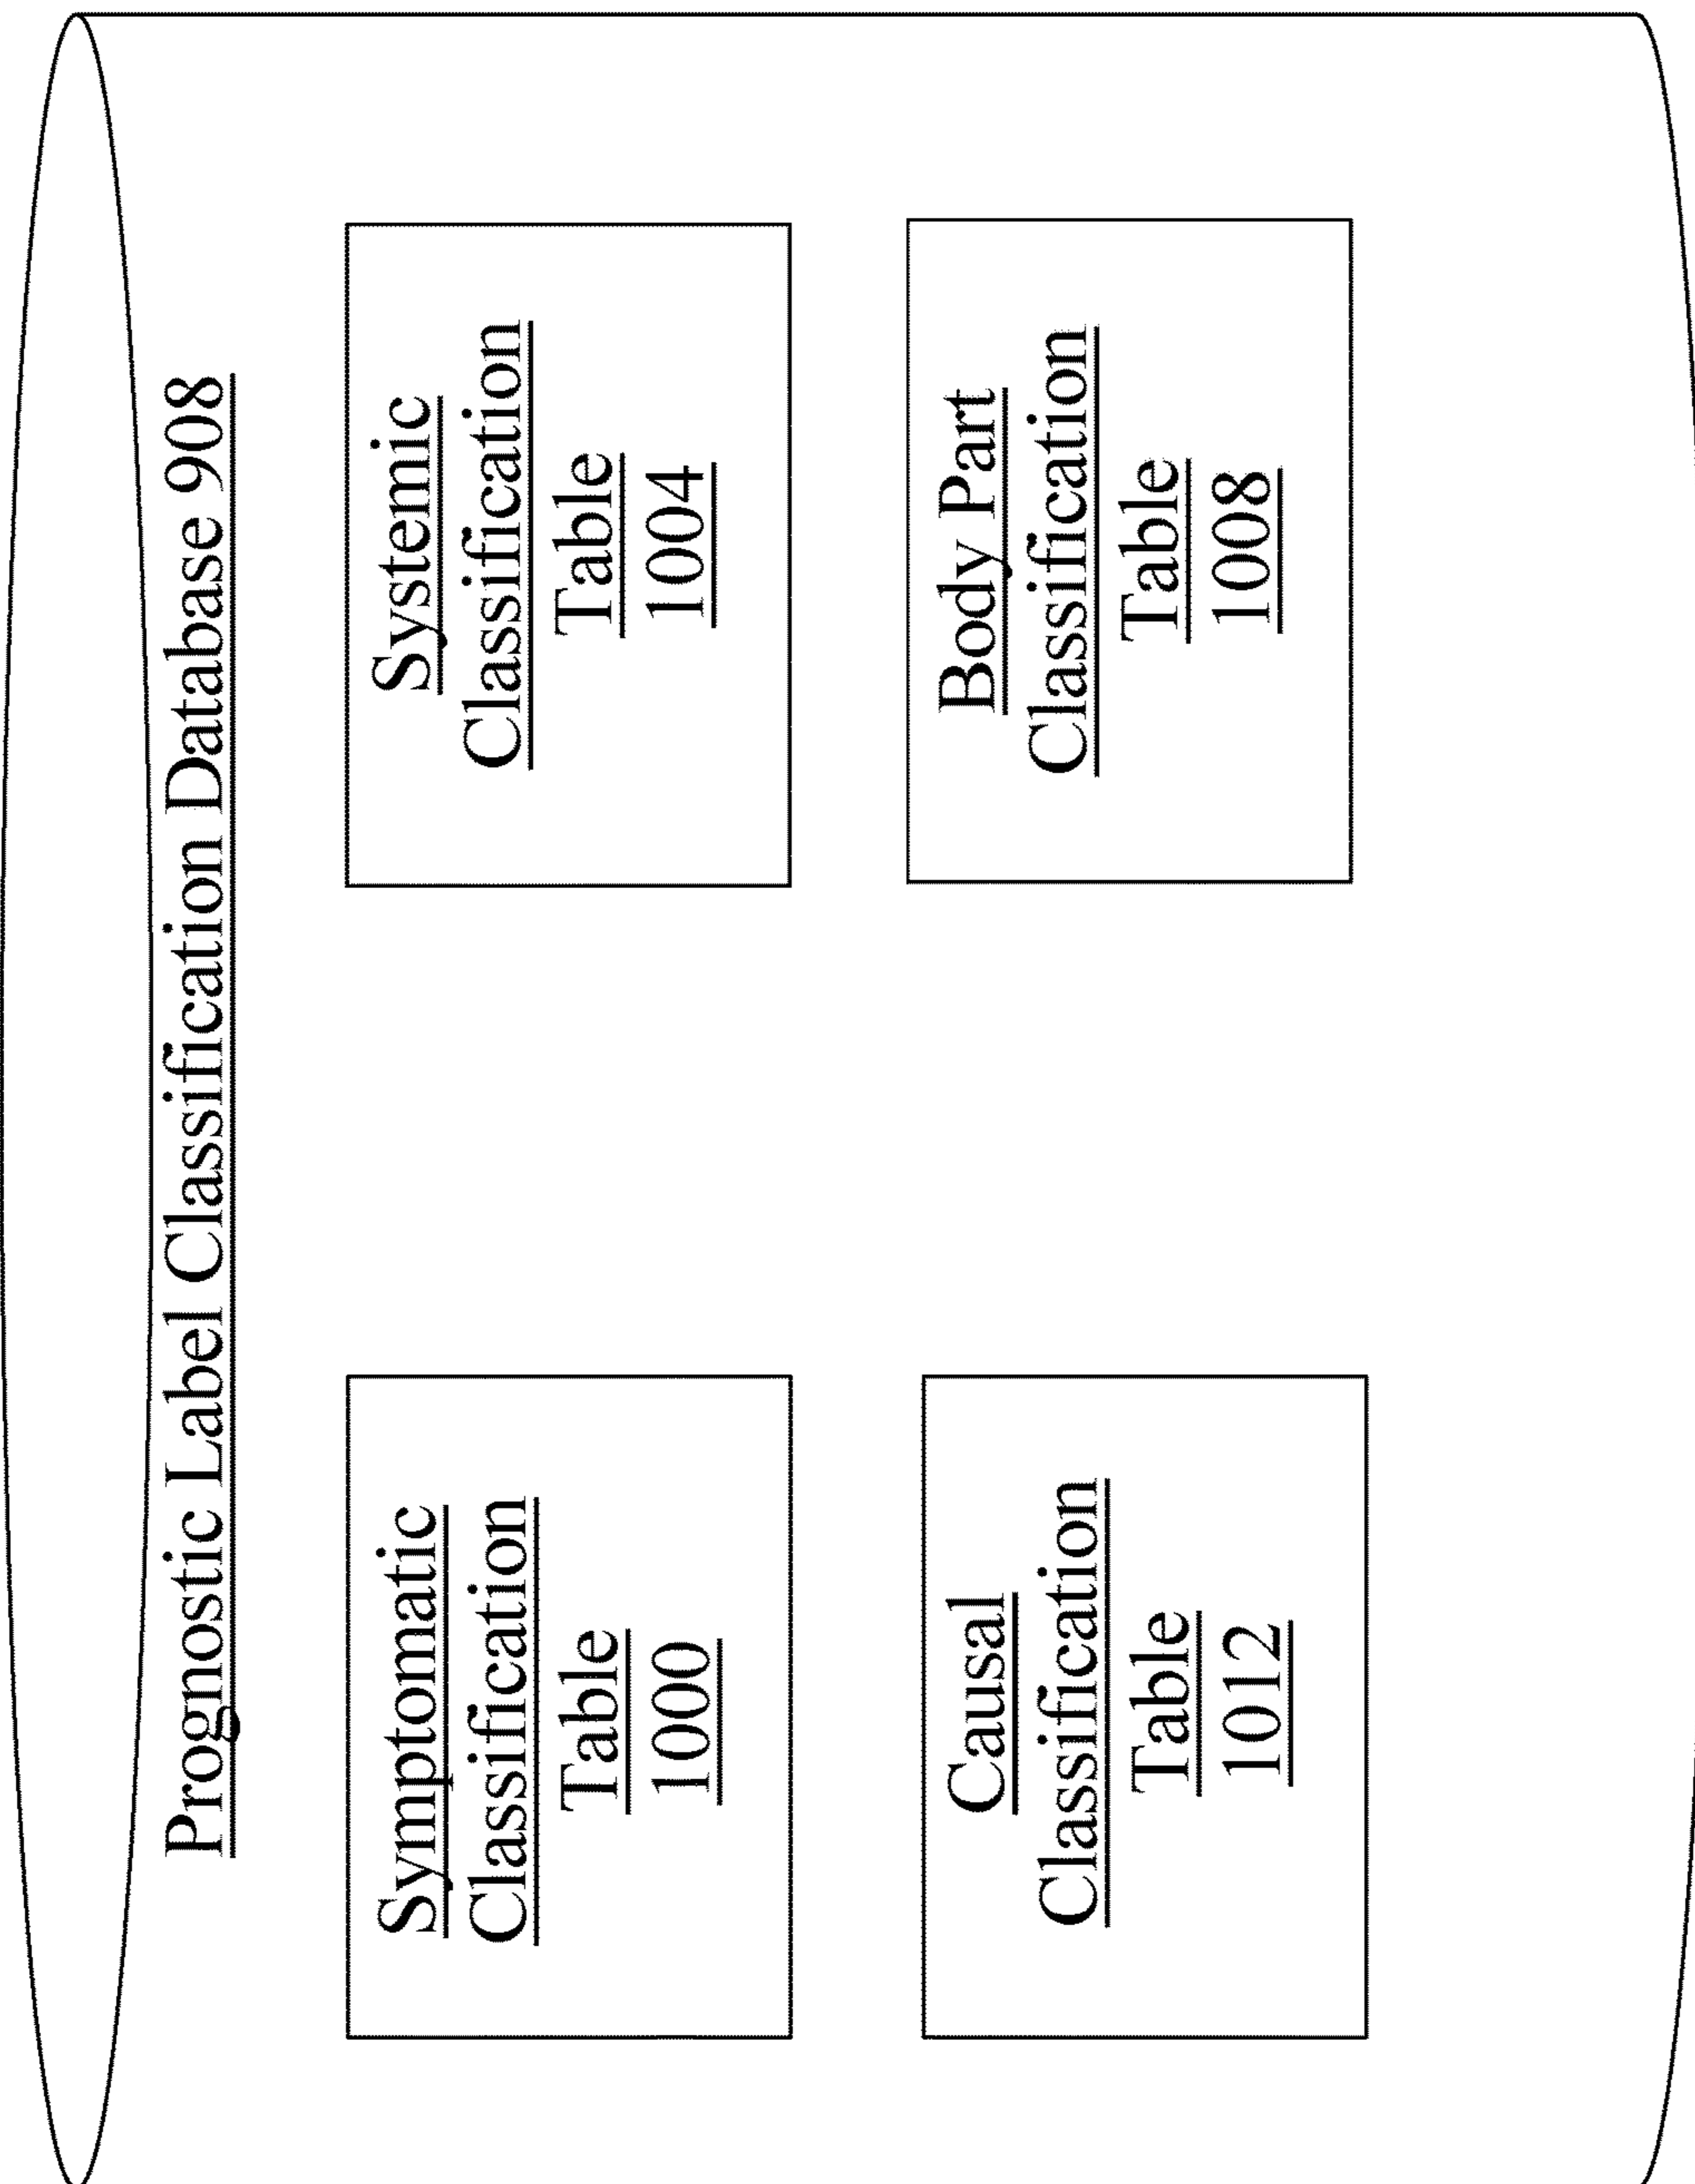 Prognostic Label Classification Database 908
Symptomatic
Classification
Table
1000
Systemic
Classification
Table
1004
Causal
Classification
Table
1012
Body Part
Classification
Table
1008